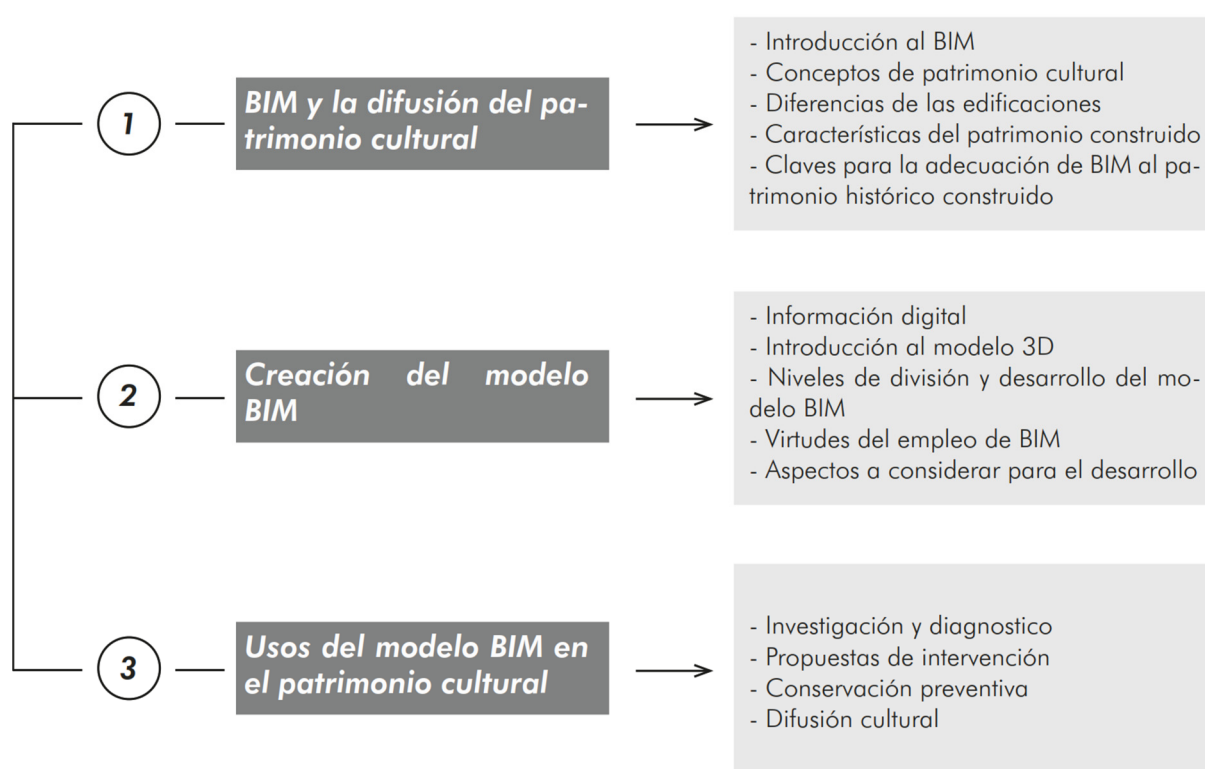 1
BIM y la difusión del pa-
trimonio cultural
- Introducción al BIM
- Conceptos de patrimonio cultural
- Diferencias de las edificaciones
- Características del patrimonio construido
- Claves para la adecuación de BIM al pa-
trimonio histórico construido
2
Creación del modelo
BIM
- Información digital
- Introducción al modelo 3D
- Niveles de división y desarrollo del mo-
delo BIM
- Virtudes del empleo de BIM
- Aspectos a considerar para el desarrollo
3
Usos del modelo BIM en
el patrimonio cultural
- Investigación y diagnostico
- Propuestas de intervención
- Conservación preventiva
- Difusión cultural